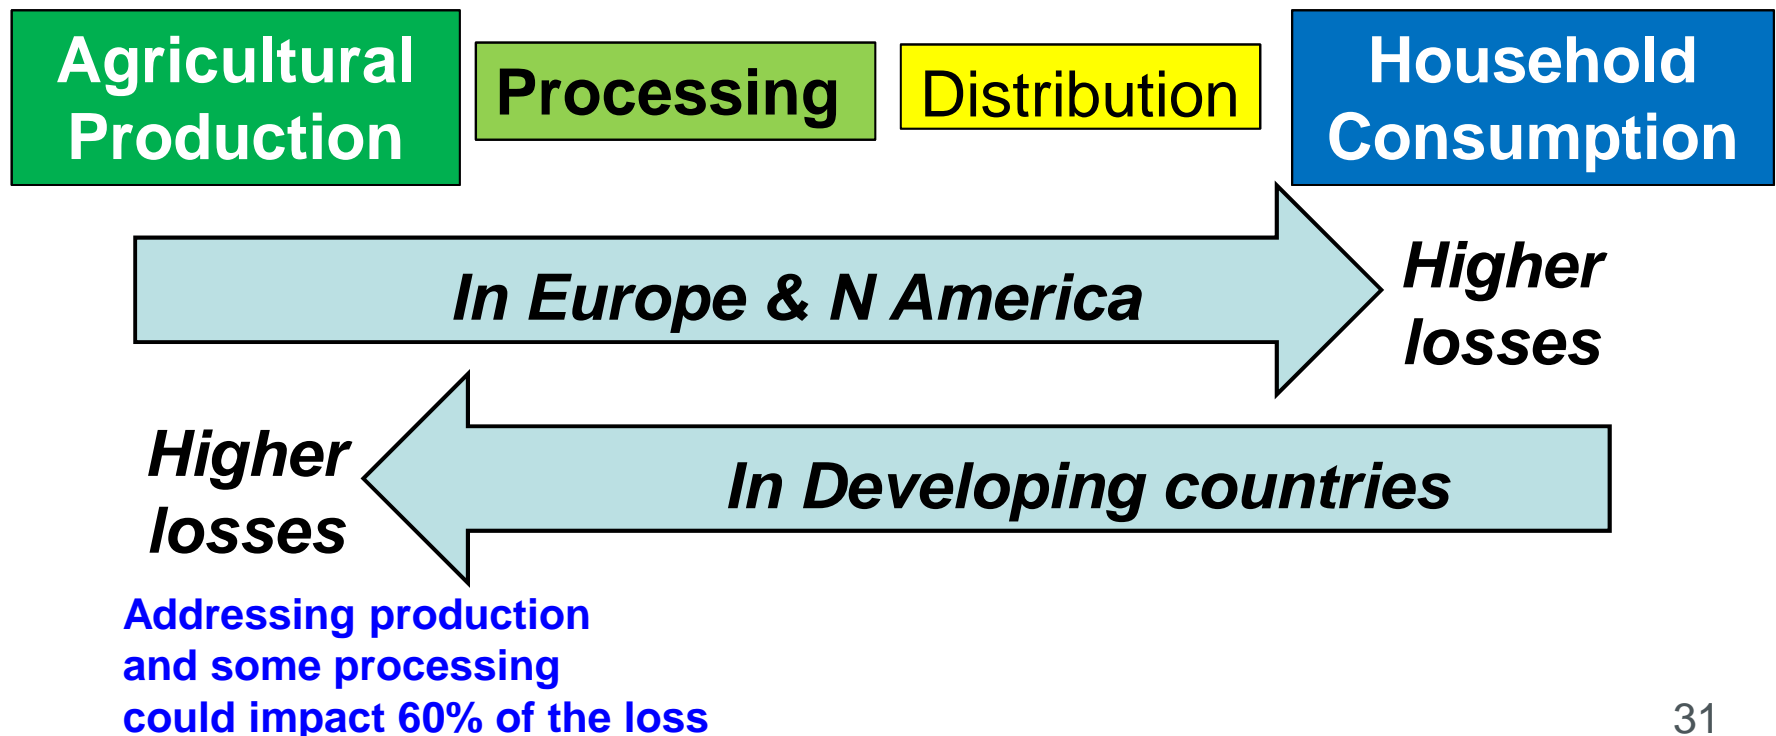 Agricultural
Production
Processing
Distribution
Household
Consumption
In Europe & N America
Higher
losses
Higher
losses
In Developing countries
Addressing production
and some processing
could impact 60% of the loss
31